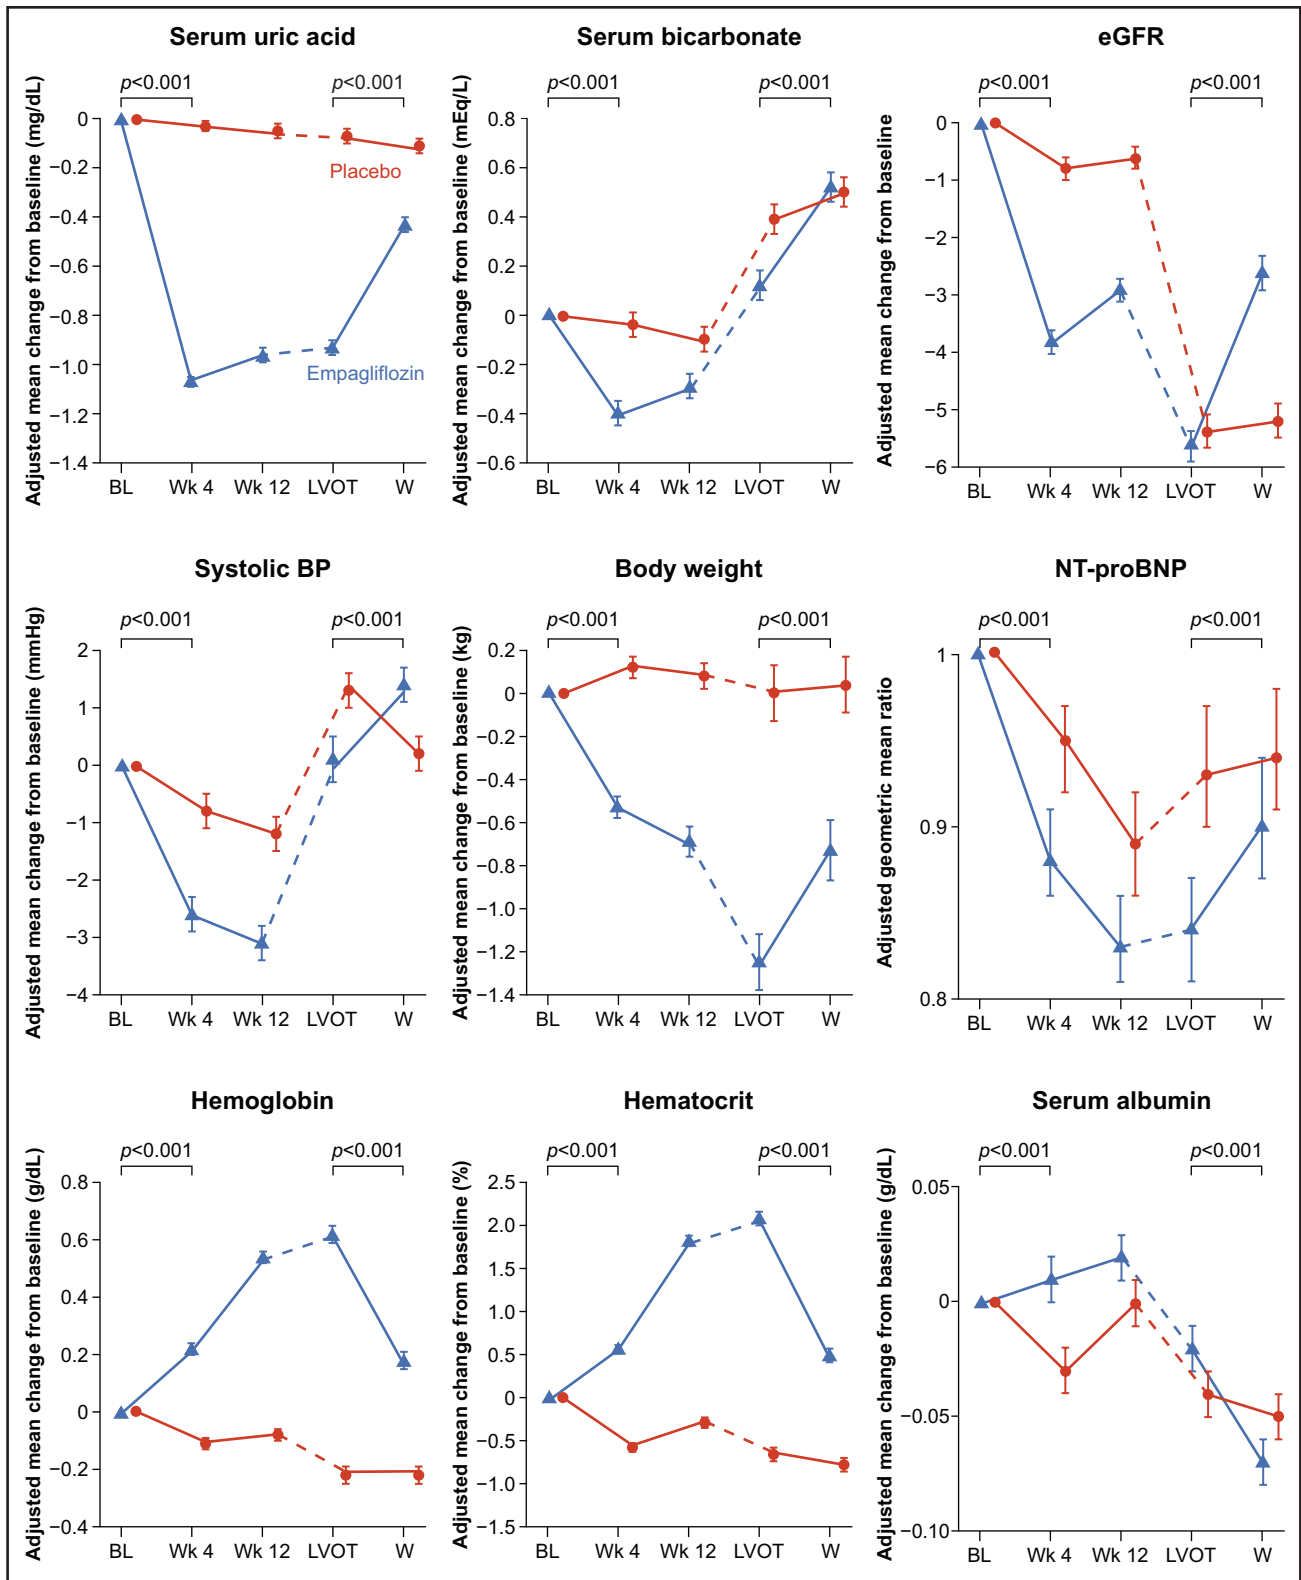 Serum uric acid
Adjusted mean change from baseline (mg/dL)
p<0.001
p<0.001
0
−0.2
−0.4
−0.6
−0.8
−1.0
−1.2
−1.4
Placebo
Empagliflozin
BL Wk 4 Wk 12 LVOT W
Serum bicarbonate
Adjusted mean change from baseline (mEq/L)
p<0.001
p<0.001
0.8
0.6
0.4
0.2
0
−0.2
−0.4
−0.6
BL Wk 4 Wk 12 LVOT W
eGFR
Adjusted mean change from baseline
p<0.001
p<0.001
0
−1
−2
−3
−4
−5
−6
BL Wk 4 Wk 12 LVOT W
Systolic BP
Adjusted mean change from baseline (mmHg)
p<0.001
p<0.001
2
1
0
−1
−2
−3
−4
BL Wk 4 Wk 12 LVOT W
Body weight
Adjusted mean change from baseline (kg)
p<0.001
p<0.001
0.2
0
−0.2
−0.4
−0.6
−0.8
−1.0
−1.2
−1.4
BL Wk 4 Wk 12 LVOT W
NT-proBNP
Adjusted geometric mean ratio
p<0.001
p<0.001
1
0.9
0.8
BL Wk 4 Wk 12 LVOT W
Hemoglobin
Adjusted mean change from baseline (g/dL)
p<0.001
p<0.001
0.8
0.6
0.4
0.2
0
−0.2
−0.4
BL Wk 4 Wk 12 LVOT W
Hematocrit
Adjusted mean change from baseline (%)
p<0.001
p<0.001
2.5
2.0
1.5
1.0
0.5
0
−0.5
−1.0
−1.5
BL Wk 4 Wk 12 LVOT W
Serum albumin
Adjusted mean change from baseline (g/dL)
p<0.001
p<0.001
0.05
0
−0.05
−0.10
BL Wk 4 Wk 12 LVOT W